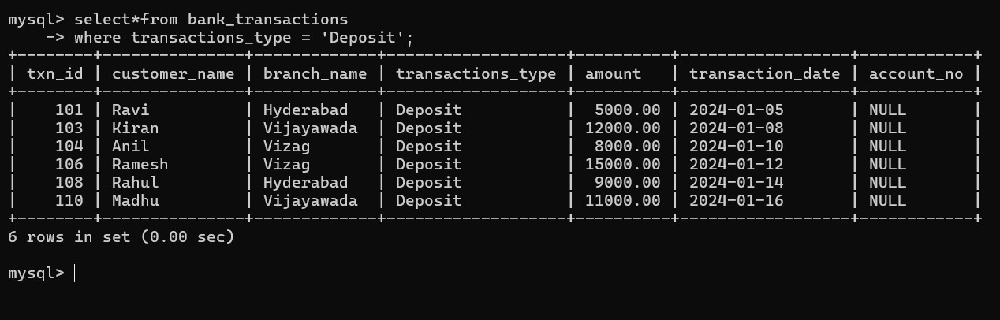 mysql> select*from bank_transactions
    -> where transactions_type = 'Deposit';
+--------+---------------+-------------+-------------------+----------+------------------+------------+
| txn_id | customer_name | branch_name | transactions_type | amount   | transaction_date | account_no |
+--------+---------------+-------------+-------------------+----------+------------------+------------+
|    101 | Ravi          | Hyderabad   | Deposit           |  5000.00 | 2024-01-05       | NULL       |
|    103 | Kiran         | Vijayawada  | Deposit           | 12000.00 | 2024-01-08       | NULL       |
|    104 | Anil          | Vizag       | Deposit           |  8000.00 | 2024-01-10       | NULL       |
|    106 | Ramesh        | Vizag       | Deposit           | 15000.00 | 2024-01-12       | NULL       |
|    108 | Rahul         | Hyderabad   | Deposit           |  9000.00 | 2024-01-14       | NULL       |
|    110 | Madhu         | Vijayawada  | Deposit           | 11000.00 | 2024-01-16       | NULL       |
+--------+---------------+-------------+-------------------+----------+------------------+------------+
6 rows in set (0.00 sec)
mysql>